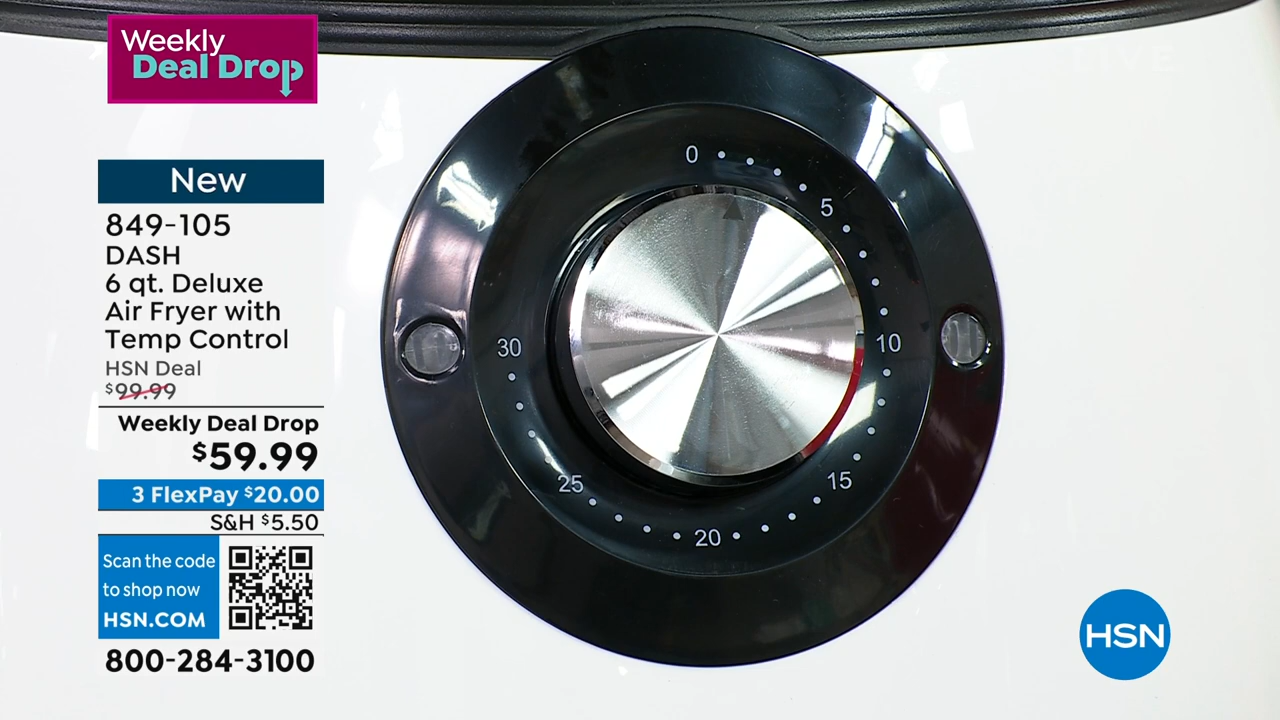 Weekly
Deal Drop
LIVE
New
849-105
DASH
6 qt. Deluxe
Air Fryer with
Temp Control
HSN Deal
$99.99
Weekly Deal Drop
$59.99
3 FlexPay $20.00
S&H $5.50
Scan the code
to shop now
HSN.COM
800-284-3100
0
5
10
15
20
25
30
HSN